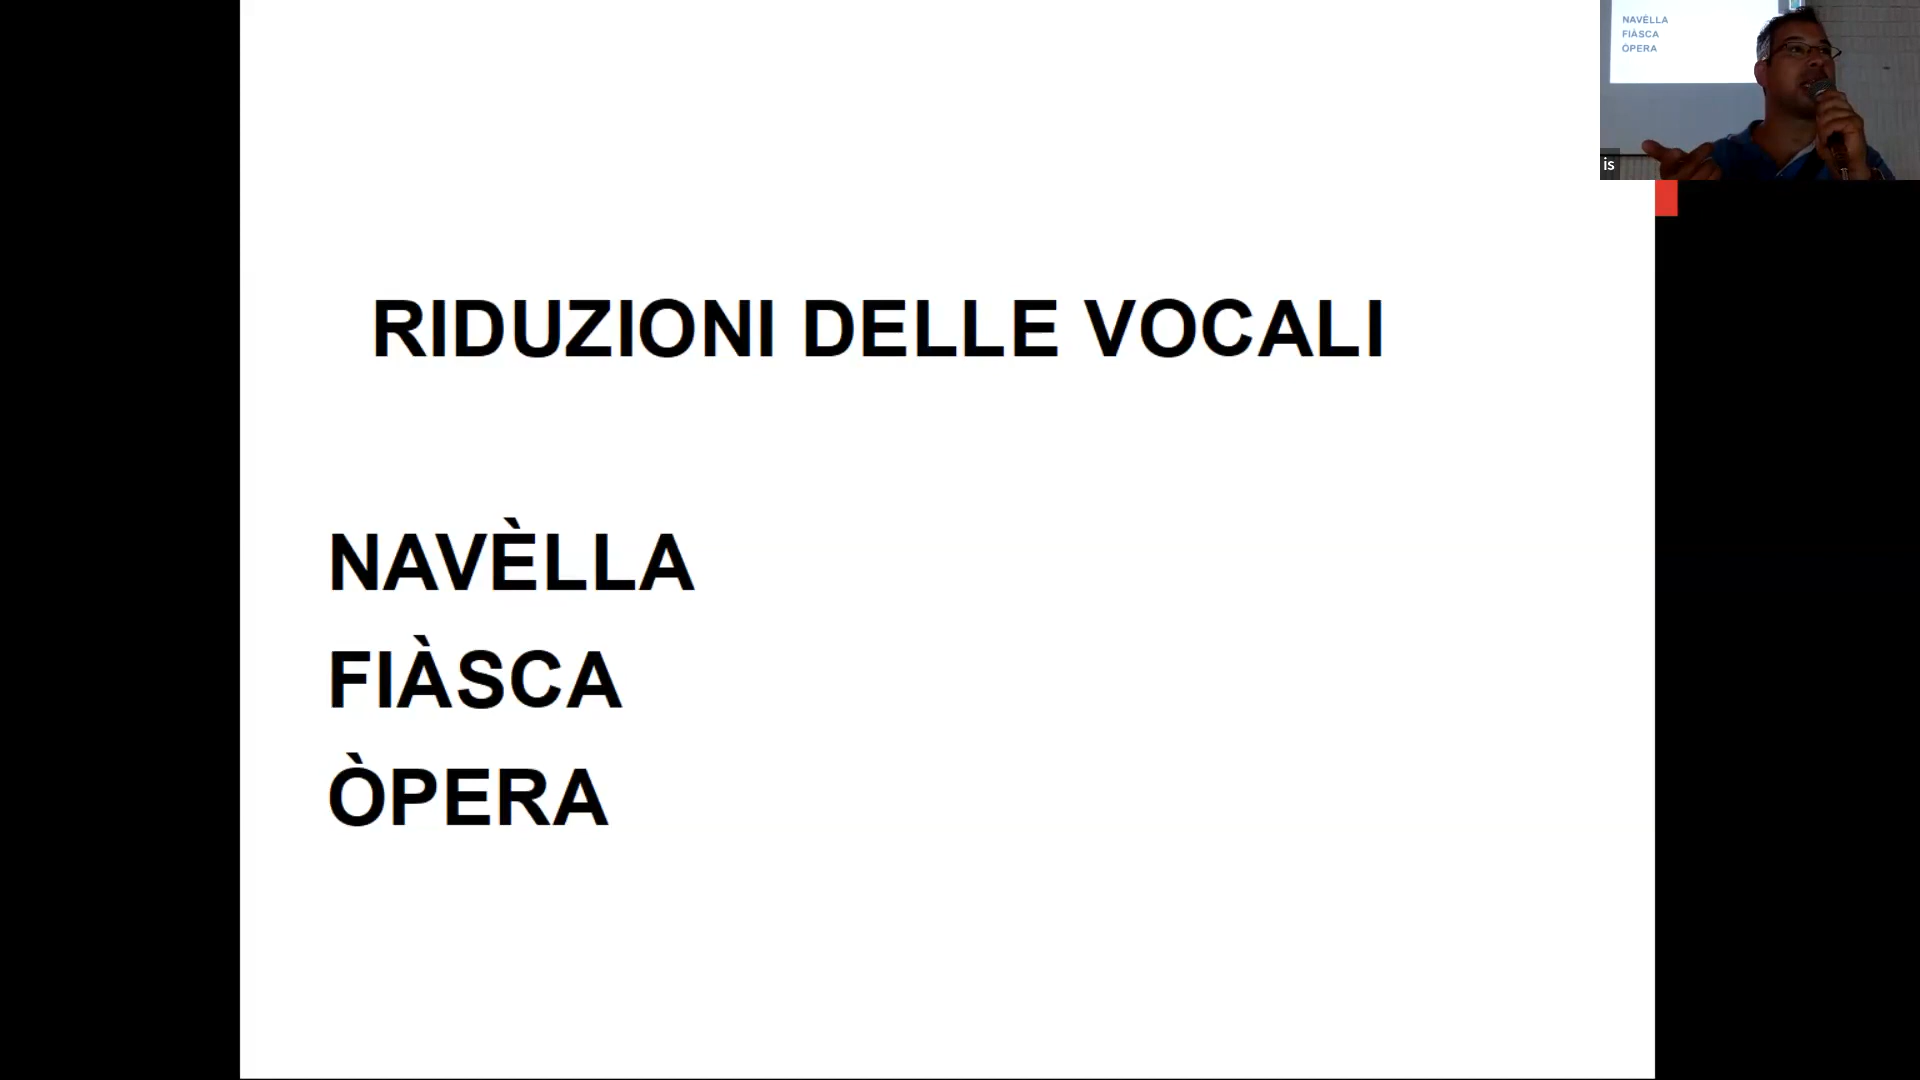 RIDUZIONI DELLE VOCALI
NAVÈLLA
FIÀSCA
ÒPERA
NAVÈLLA
FIÀSCA
ÒPERA
is